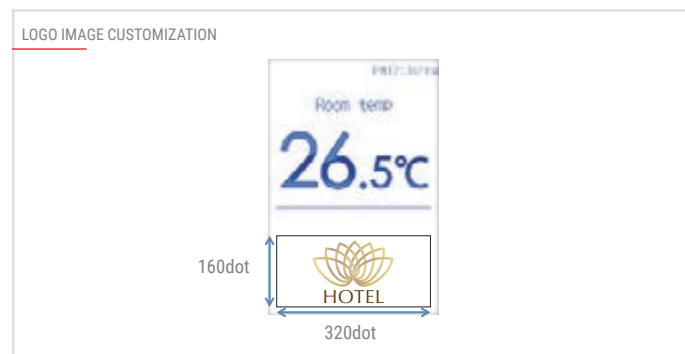 LOGO IMAGE CUSTOMIZATION
Room temp
26.5℃
160dot
HOTEL
320dot